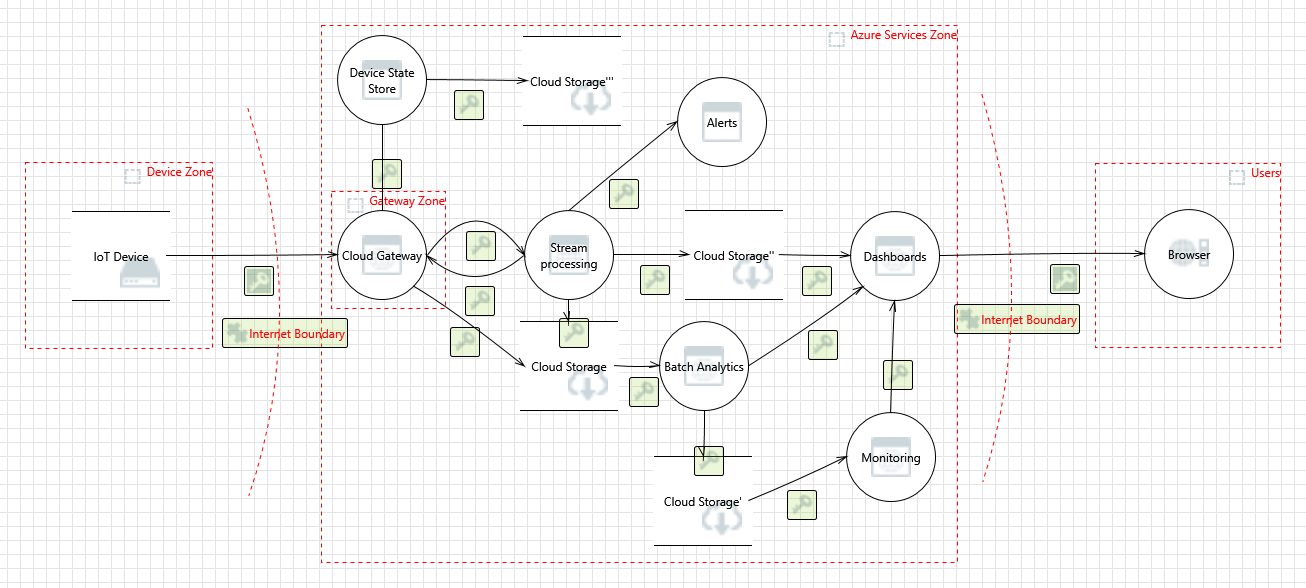 Azure Services Zone
Device State
Store
Cloud Storage'''
Alerts
Device Zone
Users
Gateway Zone
IoT Device
Cloud Gateway
Stream
processing
Cloud Storage''
Dashboards
Browser
Internet Boundary
Internet Boundary
Cloud Storage
Batch Analytics
Monitoring
Cloud Storage'